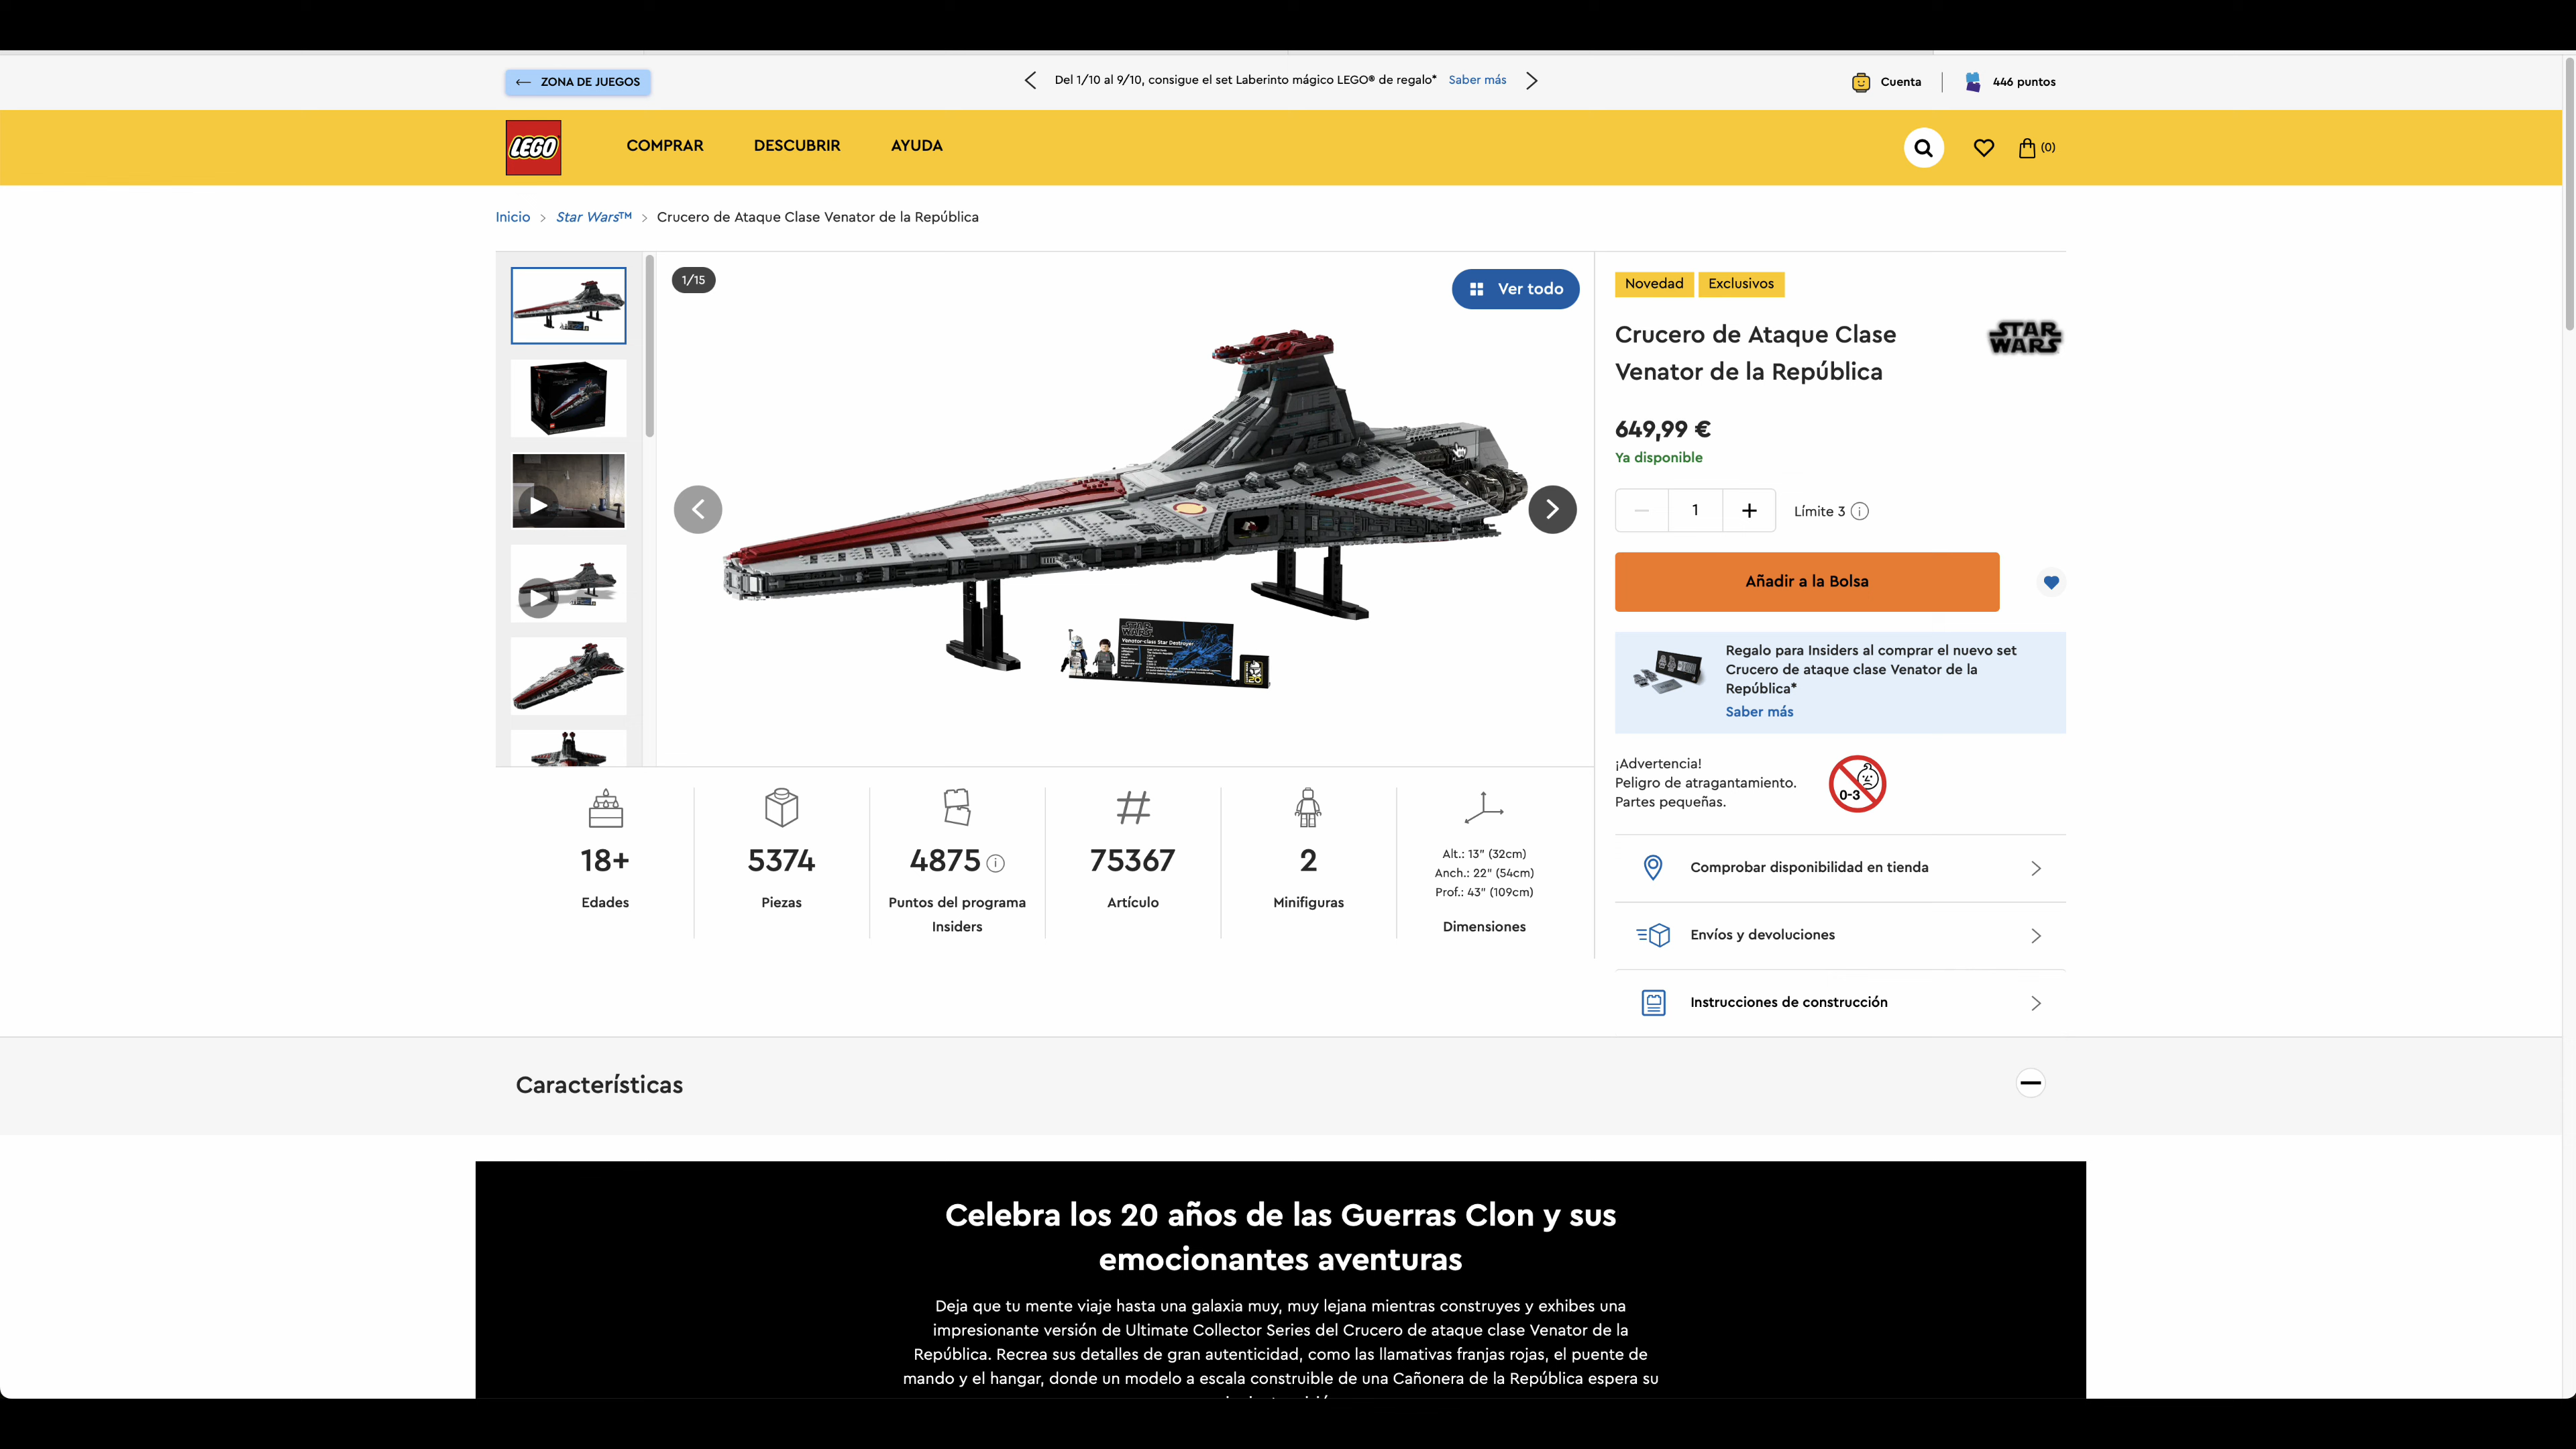 ZONA DE JUEGOS
Del 1/10 al 9/10, consigue el set Laberinto mágico LEGO® de regalo* Saber más
Cuenta
446 puntos
LEGO
COMPRAR
DESCUBRIR
AYUDA
(0)
Inicio > Star Wars™ > Crucero de Ataque Clase Venator de la República
1/15
Ver todo
STAR WARS
Venator-class Star Destroyer
20
Novedad
Exclusivos
Crucero de Ataque Clase
Venator de la República
STAR
WARS
649,99 €
Ya disponible
1
Límite 3
Añadir a la Bolsa
Regalo para Insiders al comprar el nuevo set
Crucero de ataque clase Venator de la
República*
Saber más
¡Advertencia!
Peligro de atragantamiento.
Partes pequeñas.
0-3
18+
Edades
5374
Piezas
4875
Puntos del programa
Insiders
75367
Artículo
2
Minifiguras
Alt.: 13" (32cm)
Anch.: 22" (54cm)
Prof.: 43" (109cm)
Dimensiones
Comprobar disponibilidad en tienda
Envíos y devoluciones
Instrucciones de construcción
Características
Celebra los 20 años de las Guerras Clon y sus
emocionantes aventuras
Deja que tu mente viaje hasta una galaxia muy, muy lejana mientras construyes y exhibes una
impresionante versión de Ultimate Collector Series del Crucero de ataque clase Venator de la
República. Recrea sus detalles de gran autenticidad, como las llamativas franjas rojas, el puente de
mando y el hangar, donde un modelo a escala construible de una Cañonera de la República espera su